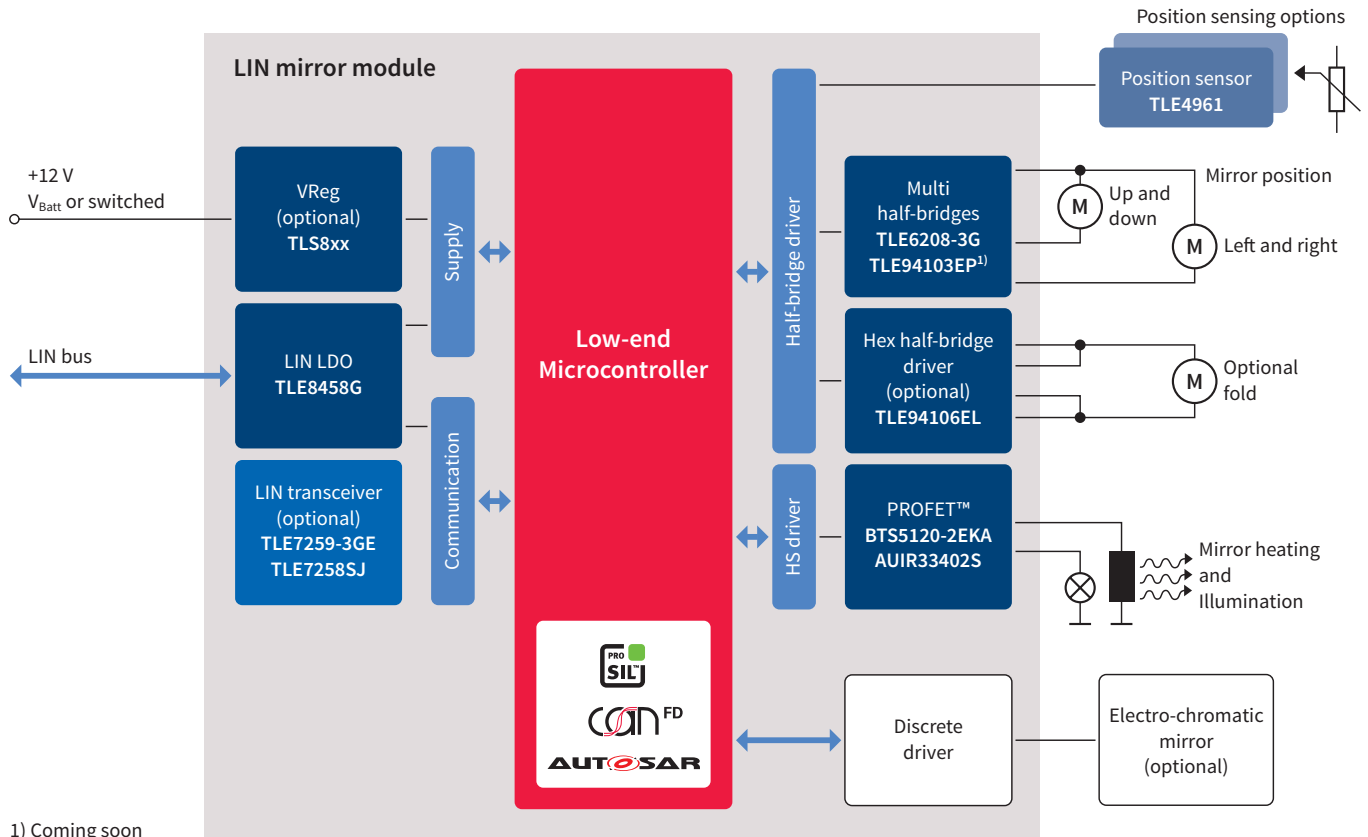 Position sensing options
LIN mirror module
Position sensor
TLE4961
+12 V
VBatt or switched
VReg
(optional)
TLS8xx
Supply
LIN bus
LIN LDO
TLE8458G
LIN transceiver
(optional)
TLE7259-3GE
TLE7258SJ
Communication
Low-end
Microcontroller
PRO
SIL™
CAN FD
AUTOSAR
Half-bridge driver
Multi
half-bridges
TLE6208-3G
TLE94103EP1)
Mirror position
M
Up and
down
M
Left and right
Hex half-bridge
driver
(optional)
TLE94106EL
M
Optional
fold
HS driver
PROFET™
BTS5120-2EKA
AUIR33402S
Mirror heating
and
Illumination
Discrete
driver
Electro-chromatic
mirror
(optional)
1) Coming soon